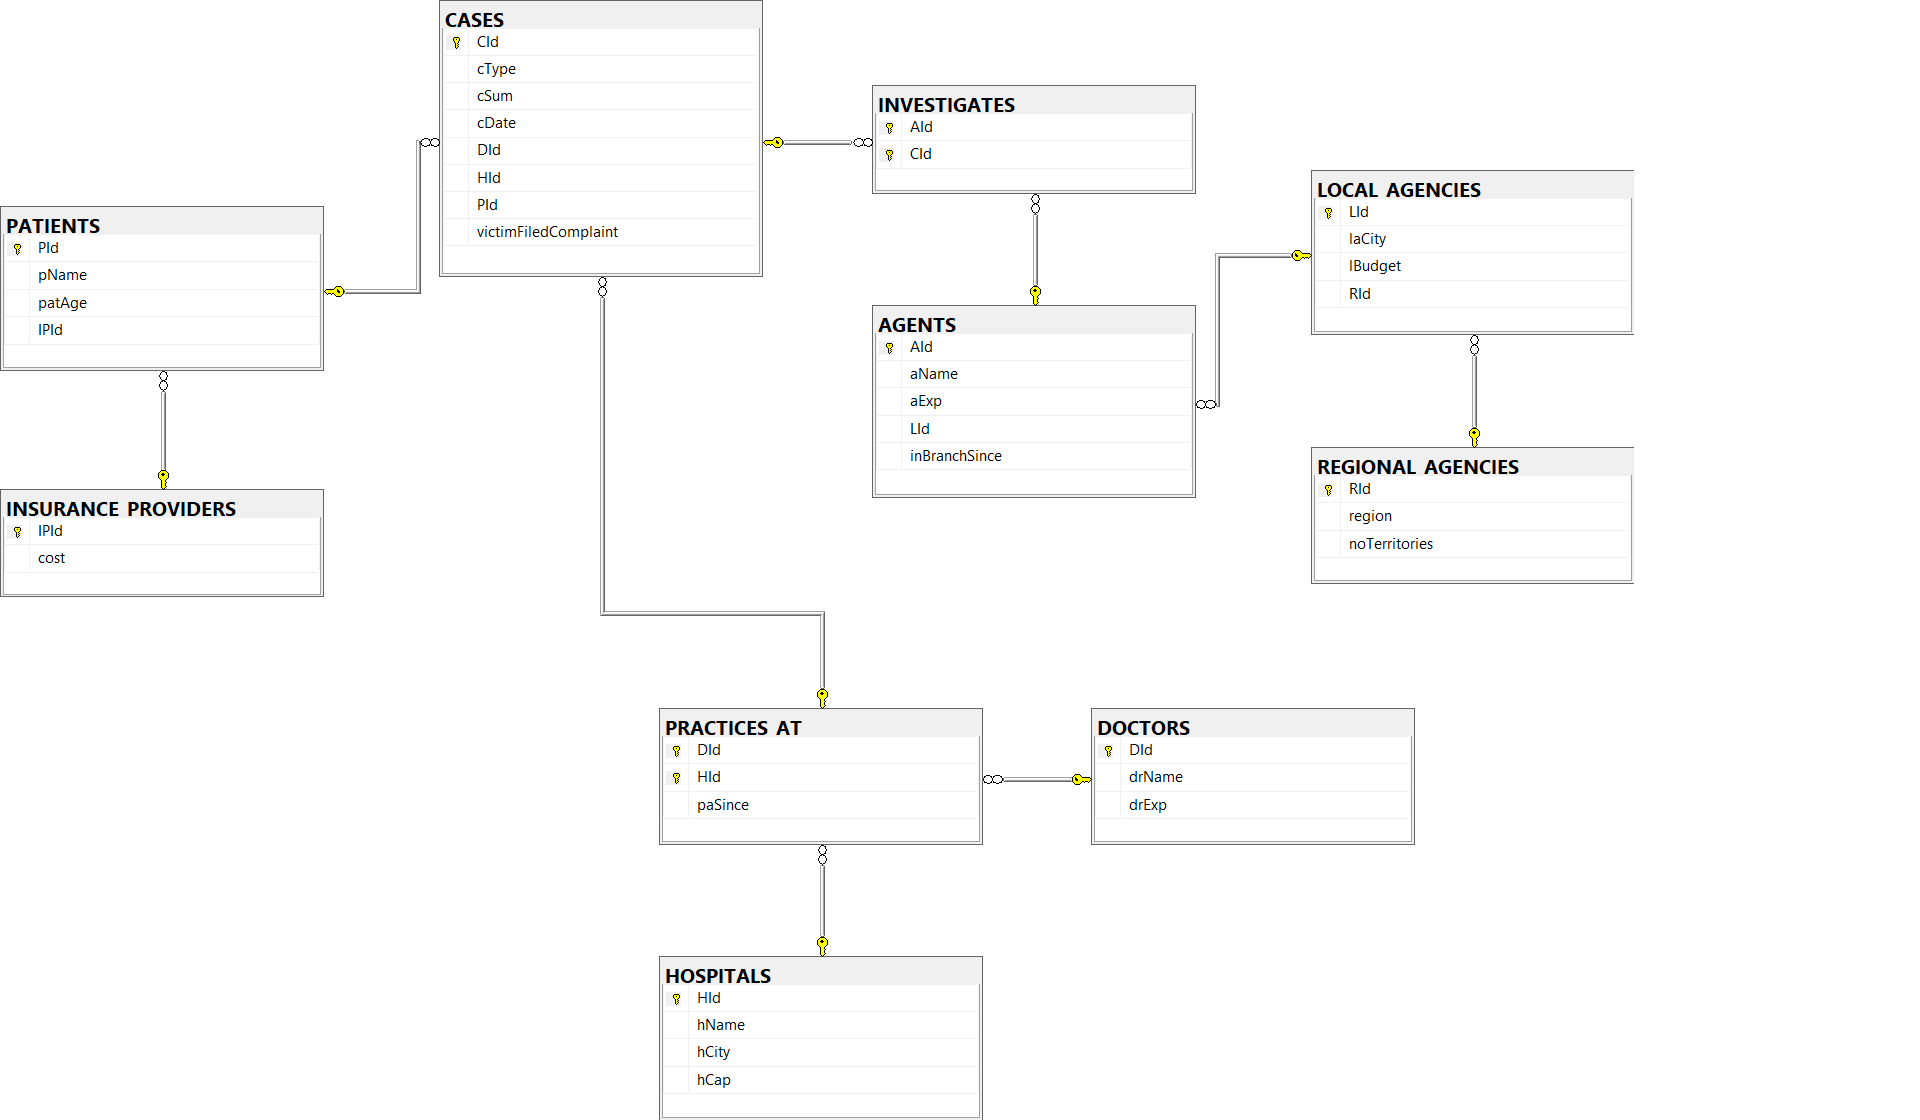 CASES
CId
cType
cSum
cDate
DId
HId
PId
victimFiledComplaint
INVESTIGATES
AId
CId
LOCAL_AGENCIES
LId
laCity
lBudget
RId
PATIENTS
PId
pName
patAge
IPId
AGENTS
AId
aName
aExp
LId
inBranchSince
REGIONAL_AGENCIES
RId
region
noTerritories
INSURANCE_PROVIDERS
IPId
cost
PRACTICES_AT
DId
HId
paSince
DOCTORS
DId
drName
drExp
HOSPITALS
HId
hName
hCity
hCap